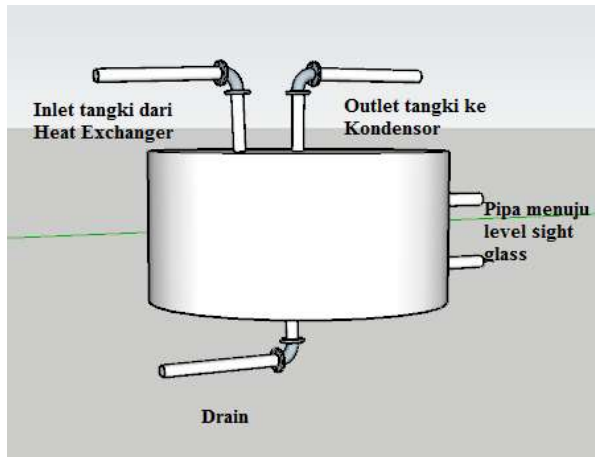 Inlet tangki dari
Heat Exchanger
Outlet tangki ke
Kondensor
Pipa menuju
level sight
glass
Drain